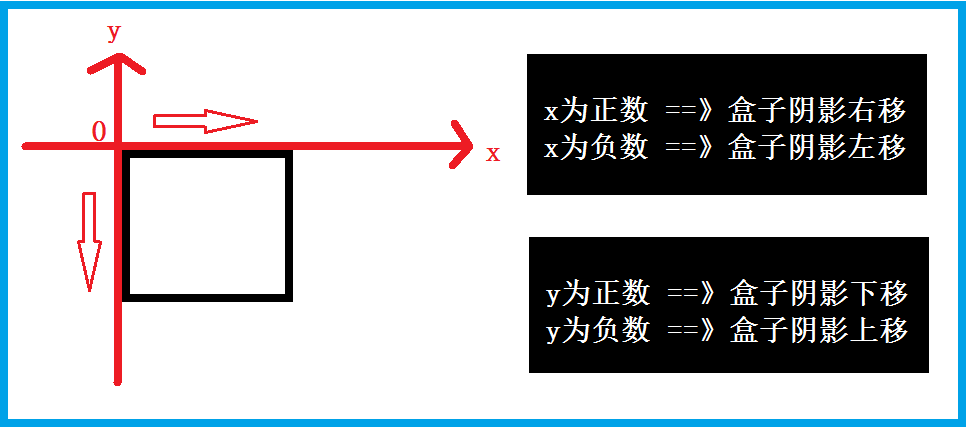 y
0
x
x为正数 ==》盒子阴影右移
x为负数 ==》盒子阴影左移
y为正数 ==》盒子阴影下移
y为负数 ==》盒子阴影上移